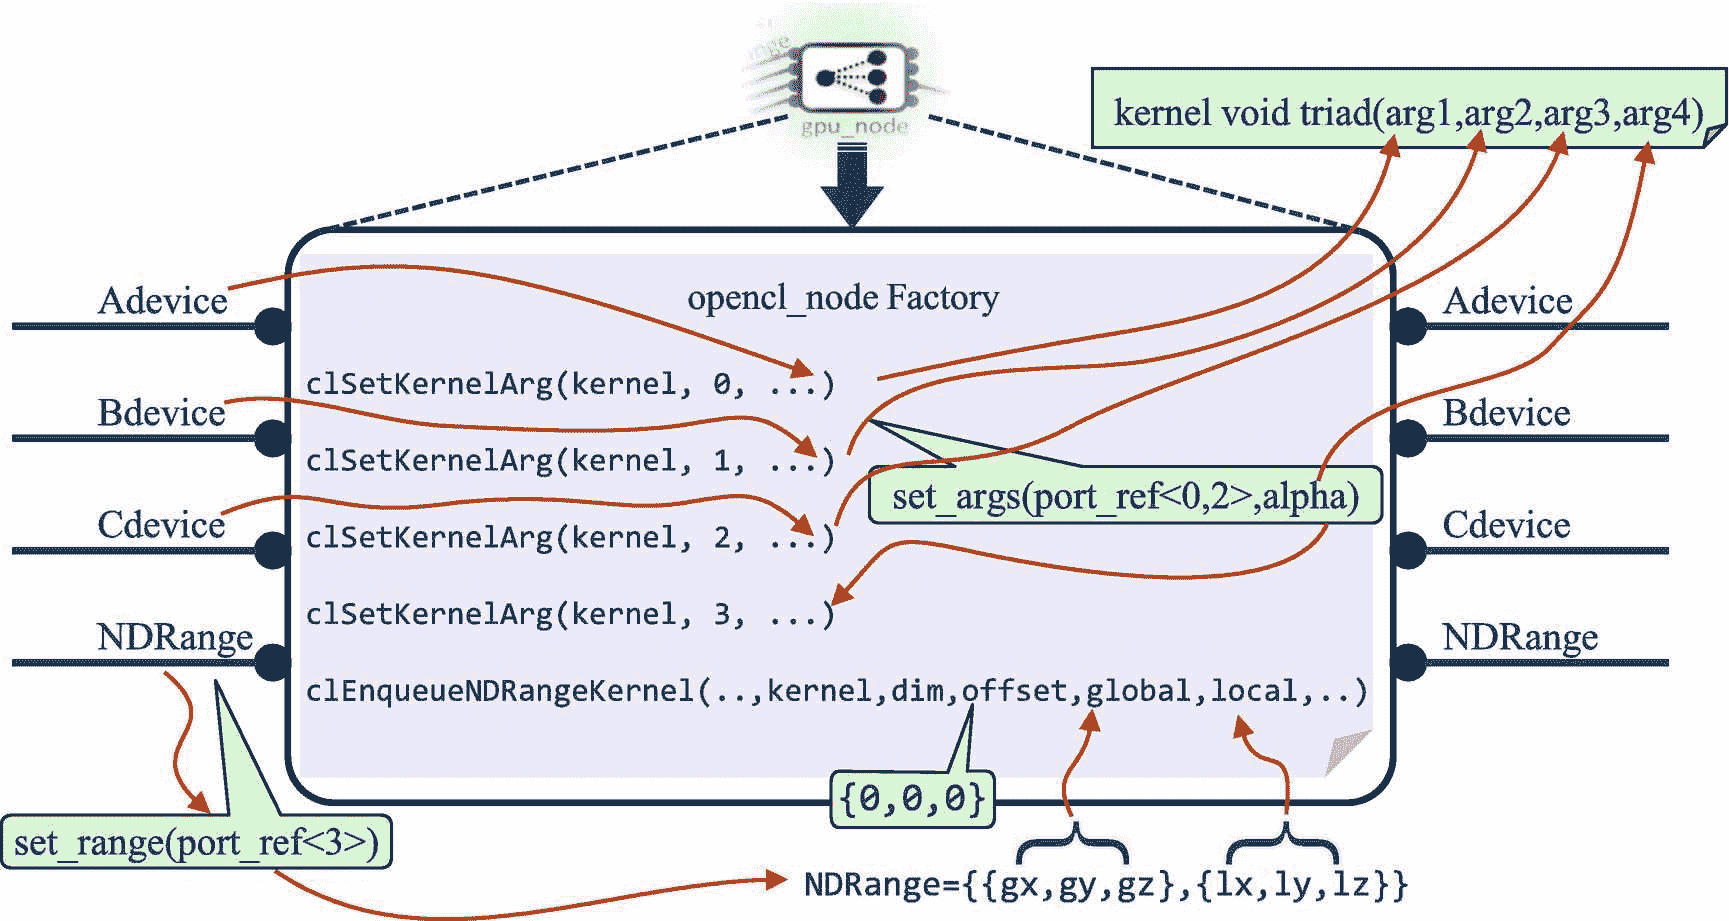 gpu_node
kernel void triad(arg1,arg2,arg3,arg4)
opencl_node Factory
Adevice
Adevice
clSetKernelArg(kernel, 0, ...)
Bdevice
Bdevice
clSetKernelArg(kernel, 1, ...)
set_args(port_ref<0,2>,alpha)
Cdevice
Cdevice
clSetKernelArg(kernel, 2, ...)
clSetKernelArg(kernel, 3, ...)
NDRange
NDRange
clEnqueueNDRangeKernel(..,kernel,dim,offset,global,local,..)
{0,0,0}
set_range(port_ref<3>)
NDRange={{gx,gy,gz},{lx,ly,lz}}